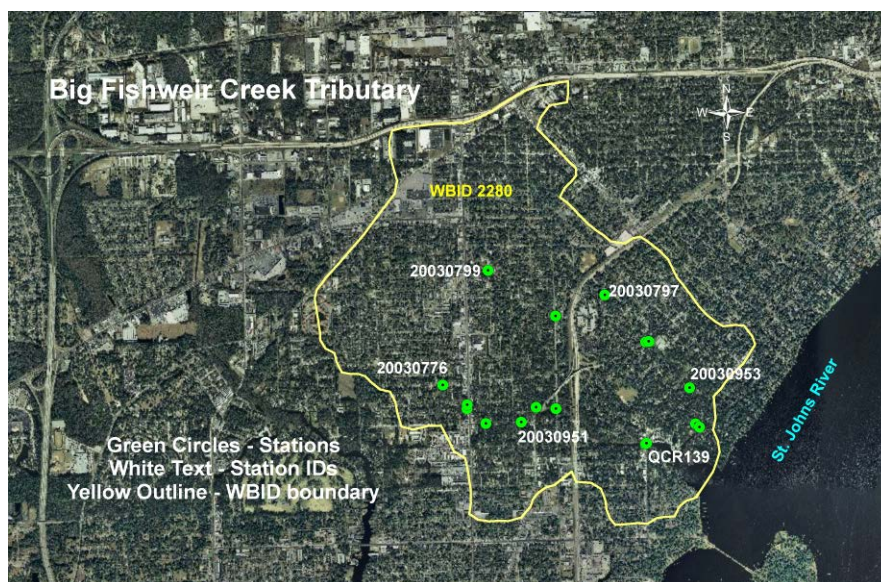 Big Fishweir Creek Tributary
N
W E
S
WBID 2280
20030799
20030797
20030776
20030953
20030951
QCR139
St. Johns River
Green Circles - Stations
White Text - Station IDs
Yellow Outline - WBID boundary